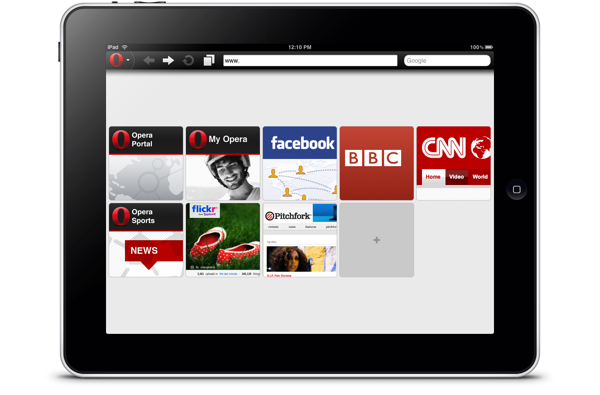 iPad
12:10 PM
100%
www.
Google
Opera
Portal
My Opera
facebook
BBC
CNN
Home Video World
Opera
Sports
NEWS
flickr
Pitchfork